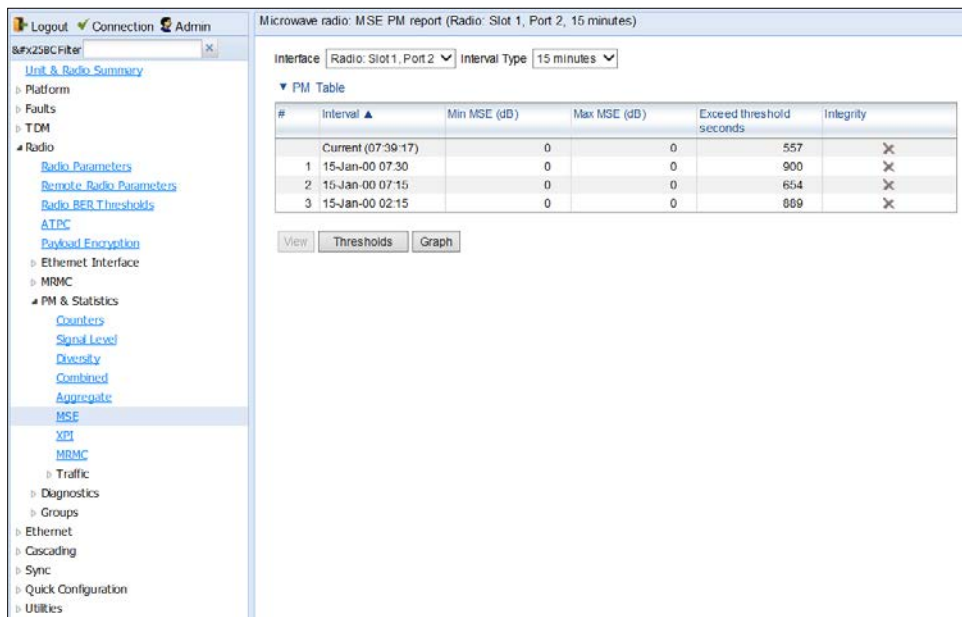 Logout Connection Admin
&#x25BCFilter
Unit & Radio Summary
Platform
Faults
TDM
Radio
Radio Parameters
Remote Radio Parameters
Radio BER Thresholds
ATPC
Payload Encryption
Ethernet Interface
MRMC
PM & Statistics
Counters
Signal Level
Diversity
Combined
Aggregate
MSE
XPI
MRMC
Traffic
Diagnostics
Groups
Ethernet
Cascading
Sync
Quick Configuration
Utilities
Microwave radio: MSE PM report (Radio: Slot 1, Port 2, 15 minutes)
Interface Radio: Slot 1, Port 2 Interval Type 15 minutes
▼ PM Table
# Interval ▲ Min MSE (dB) Max MSE (dB) Exceed threshold seconds Integrity
Current (07:39:17) 0 0 557
1 15-Jan-00 07:30 0 0 900
2 15-Jan-00 07:15 0 0 654
3 15-Jan-00 02:15 0 0 889
View Thresholds Graph